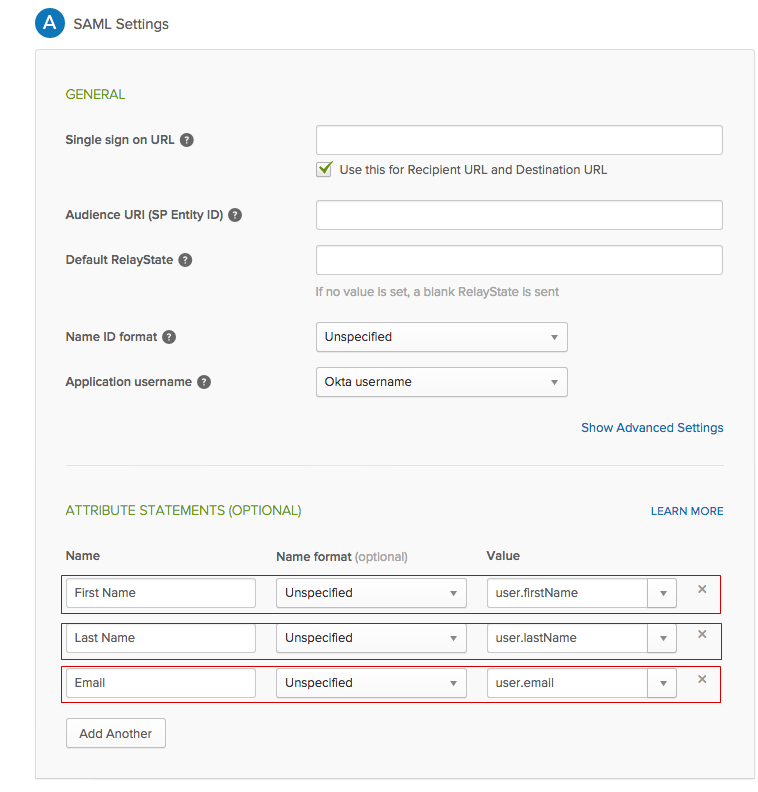 A SAML Settings
GENERAL
Single sign on URL ?
Use this for Recipient URL and Destination URL
Audience URI (SP Entity ID) ?
Default RelayState ?
If no value is set, a blank RelayState is sent
Name ID format ? Unspecified
Application username ? Okta username
Show Advanced Settings
ATTRIBUTE STATEMENTS (OPTIONAL) LEARN MORE
Name Name format (optional) Value
First Name Unspecified user.firstName ×
Last Name Unspecified user.lastName ×
Email Unspecified user.email ×
Add Another